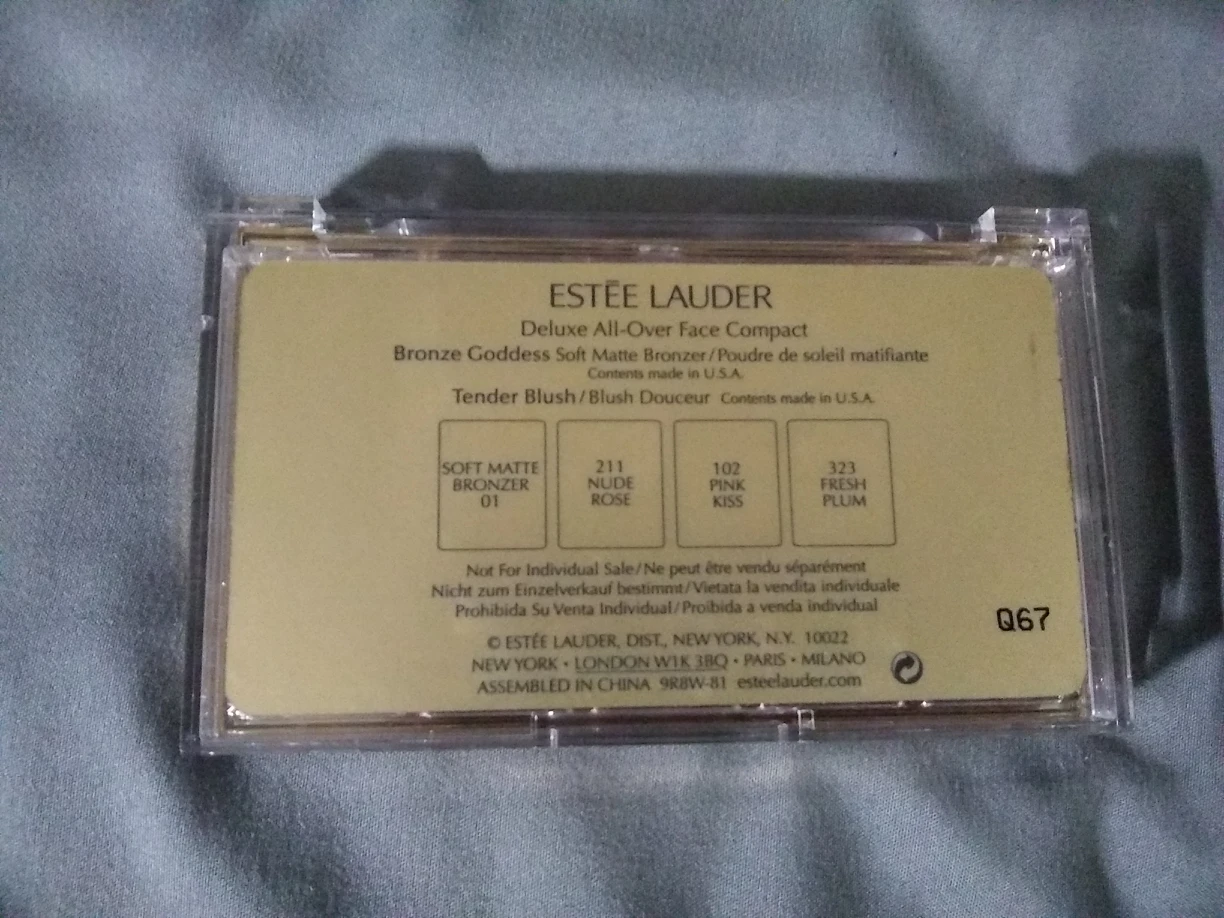 ESTĒE LAUDER
Deluxe All-Over Face Compact
Bronze Goddess Soft Matte Bronzer/Poudre de soleil matifiante
Contents made in U.S.A.
Tender Blush/Blush Douceur Contents made in U.S.A.
SOFT MATTE
BRONZER
01
211
NUDE
ROSE
102
PINK
KISS
323
FRESH
PLUM
Not For Individual Sale/Ne peut être vendu séparément
Nicht zum Einzelverkauf bestimmt/Vietata la vendita individuale
Prohibida Su Venta Individual/Proibida a venda individual
Q67
© ESTÉE LAUDER, DIST., NEW YORK, N.Y. 10022
NEW YORK • LONDON W1K 3BQ • PARIS • MILANO
ASSEMBLED IN CHINA 9R8W-81 esteelauder.com